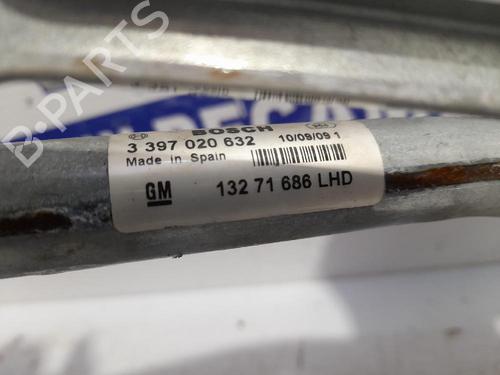 BOSCH
3 397 020 632
10/09/09 1
Made in Spain
GM
132 71 686 LHD
B-PARTS